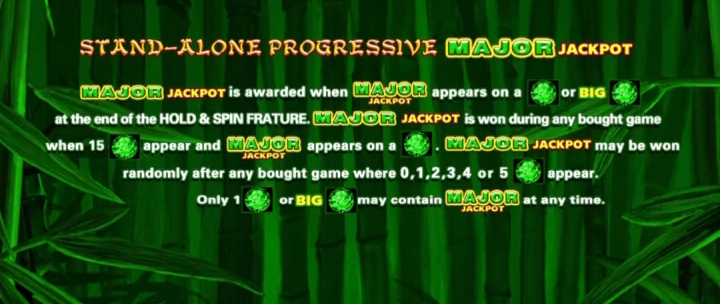 STAND-ALONE PROGRESSIVE MAJOR JACKPOT
MAJOR JACKPOT is awarded when MAJOR JACKPOT appears on a or BIG
at the end of the HOLD & SPIN FRATURE. MAJOR JACKPOT is won during any bought game
when 15 appear and MAJOR JACKPOT appears on a . MAJOR JACKPOT may be won
randomly after any bought game where 0,1,2,3,4 or 5 appear.
Only 1 or BIG may contain MAJOR JACKPOT at any time.